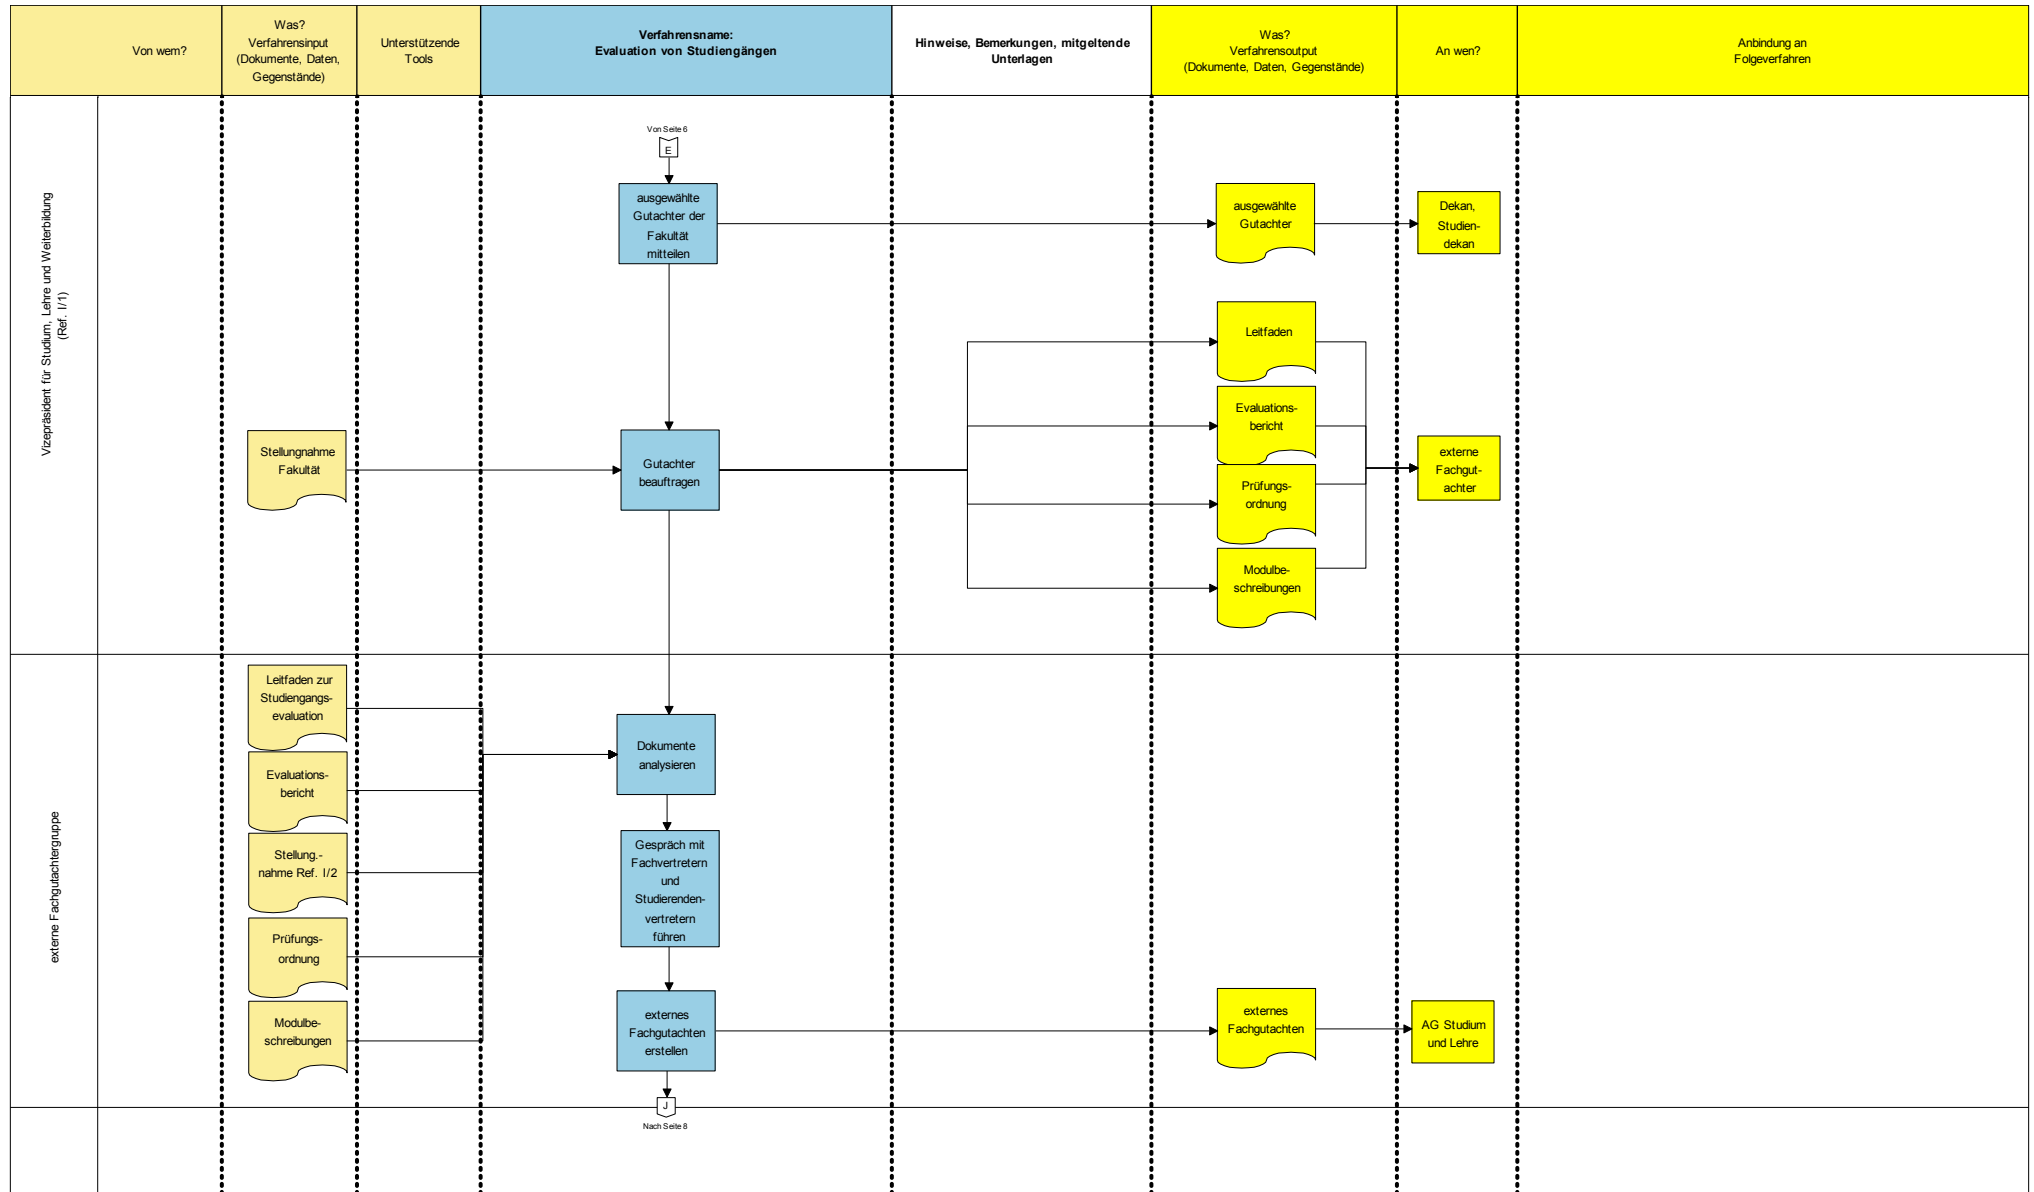 Von wem?
Was?
Verfahrensinput
(Dokumente, Daten,
Gegenstände)
Unterstützende
Tools
Verfahrensname:
Evaluation von Studiengängen
Hinweise, Bemerkungen, mitgeltende
Unterlagen
Was?
Verfahrensoutput
(Dokumente, Daten, Gegenstände)
An wen?
Anbindung an
Folgeverfahren
Vizepräsident für Studium, Lehre und Weiterbildung
(Ref. I/1)
Von Seite 6
E
ausgewählte
Gutachter der
Fakultät
mitteilen
ausgewählte
Gutachter
Dekan,
Studien-
dekan
Stellungnahme
Fakultät
Gutachter
beauftragen
Leitfaden
Evaluations-
bericht
Prüfungs-
ordnung
Modulbe-
schreibungen
externe
Fachgut-
achter
externe Fachgutachtergruppe
Leitfaden zur
Studiengangs-
evaluation
Evaluations-
bericht
Stellung.-
nahme Ref. I/2
Prüfungs-
ordnung
Modulbe-
schreibungen
Dokumente
analysieren
Gespräch mit
Fachvertretern
und
Studierenden-
vertretern
führen
externes
Fachgutachten
erstellen
externes
Fachgutachten
AG Studium
und Lehre
J
Nach Seite 8